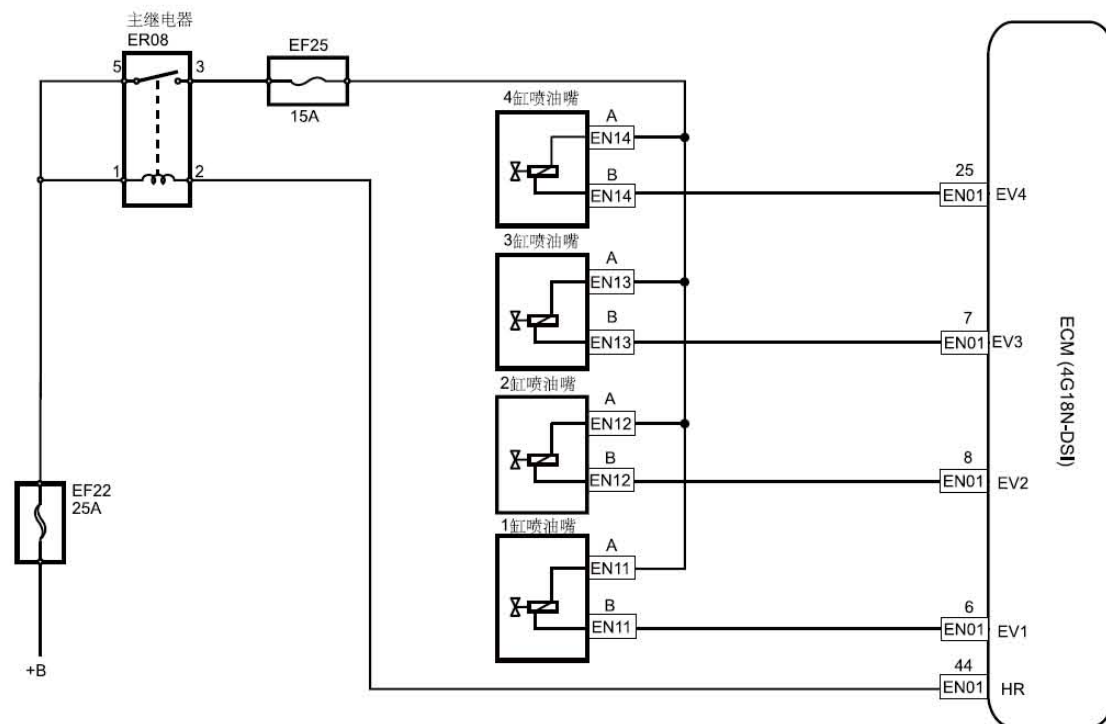 主继电器
ER08
5
3
1
2
EF25
15A
EF22
25A
+B
4缸喷油嘴
A
EN14
B
EN14
25
EN01
EV4
3缸喷油嘴
A
EN13
B
EN13
7
EN01
EV3
2缸喷油嘴
A
EN12
B
EN12
8
EN01
EV2
1缸喷油嘴
A
EN11
B
EN11
6
EN01
EV1
44
EN01
HR
ECM (4G18N-DSI)